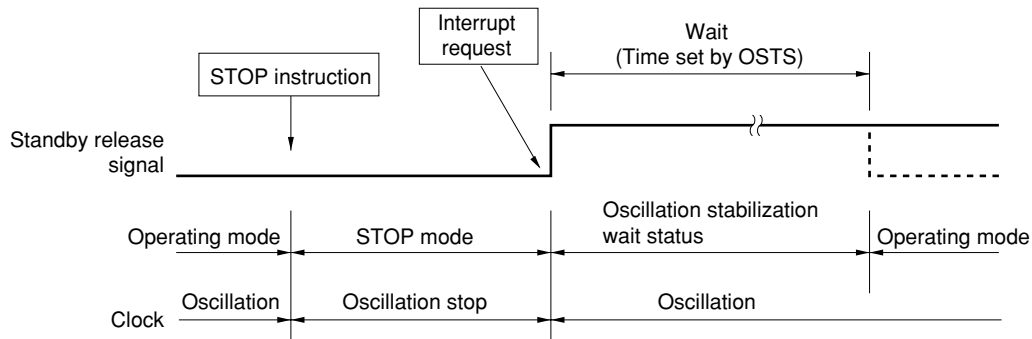 Interrupt
request
Wait
(Time set by OSTS)
STOP instruction
Standby release
signal
Operating mode
STOP mode
Oscillation stabilization
wait status
Operating mode
Oscillation
Oscillation stop
Oscillation
Clock